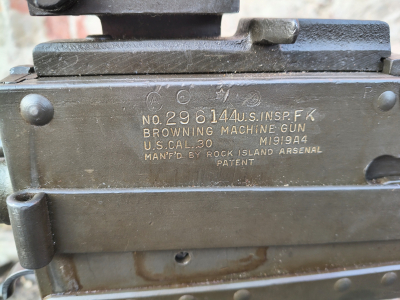 NO. 296144 U.S. INSP. FK
BROWNING MACHINE GUN
U.S. CAL. 30 M1919A4
MAN'F'D BY ROCK ISLAND ARSENAL
PATENT